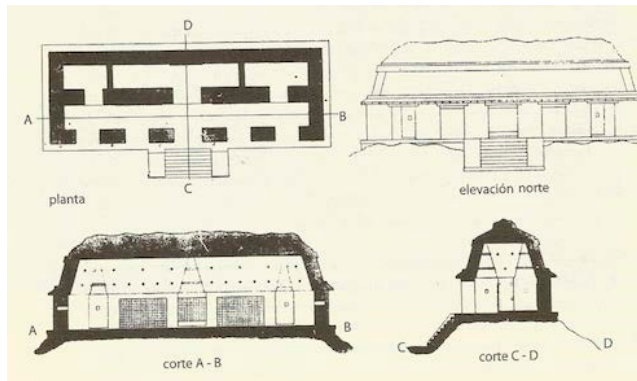 D
A
B
C
planta
elevación norte
A
B
corte A - B
C
D
corte C - D